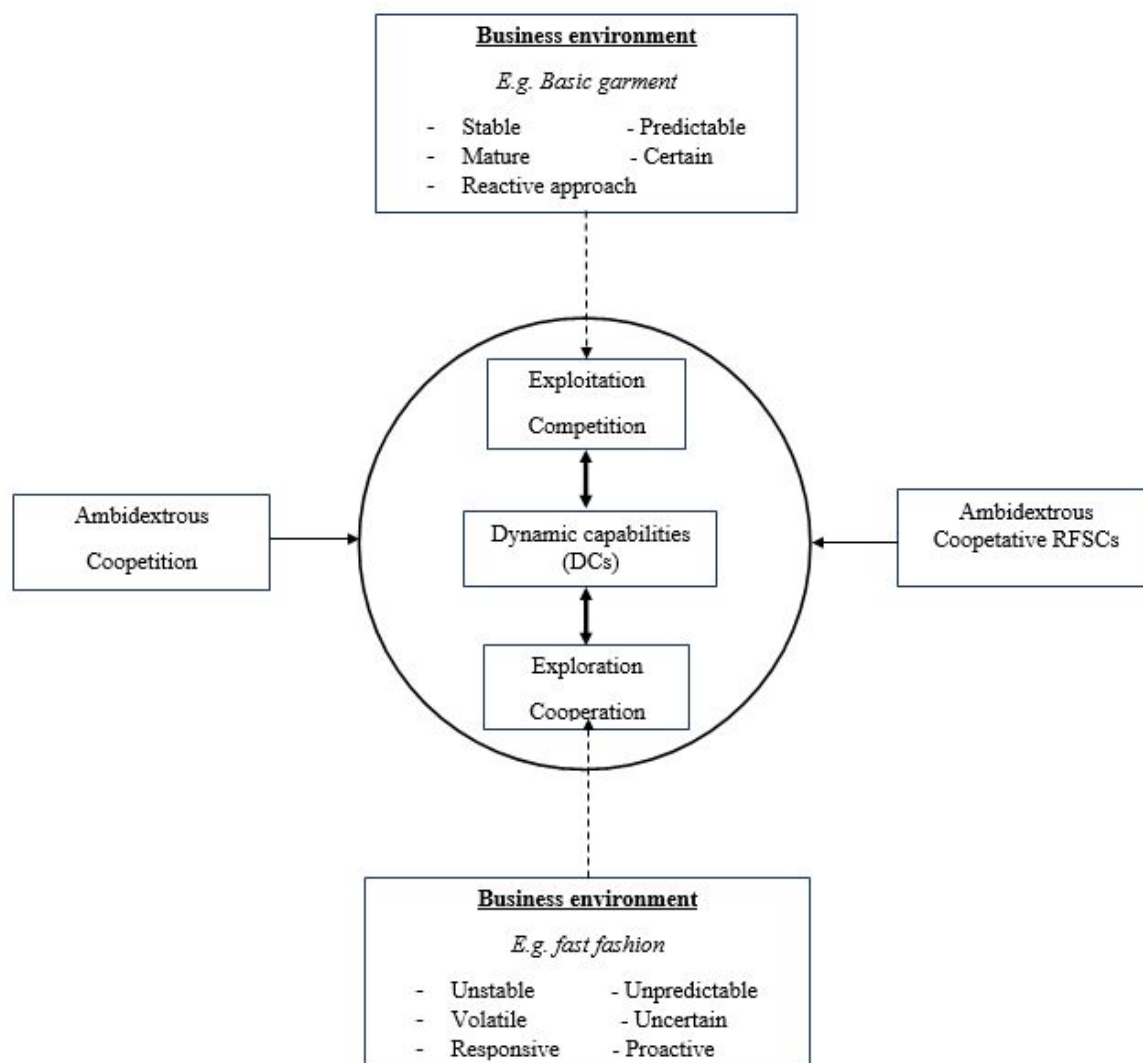 Business environment
E.g. Basic garment
- Stable - Predictable
- Mature - Certain
- Reactive approach
Exploitation
Competition
Ambidextrous
Coopetition
Dynamic capabilities
(DCs)
Ambidextrous
Coopetative RFSCs
Exploration
Cooperation
Business environment
E.g. fast fashion
- Unstable - Unpredictable
- Volatile - Uncertain
- Responsive - Proactive